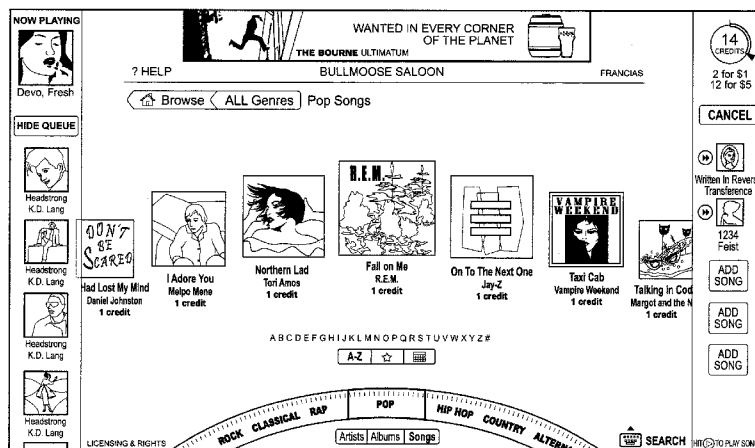 NOW PLAYING
Devo, Fresh
HIDE QUEUE
Headstrong
K.D. Lang
Headstrong
K.D. Lang
Headstrong
K.D. Lang
Headstrong
K.D. Lang
WANTED IN EVERY CORNER
OF THE PLANET
THE BOURNE ULTIMATUM
? HELP
BULLMOOSE SALOON
FRANCIAS
Browse
ALL Genres
Pop Songs
DON'T
BE
SCARED
Had Lost My Mind
Daniel Johnston
1 credit
I Adore You
Melpo Mene
1 credit
Northern Lad
Tori Amos
1 credit
R.E.M.
Fall on Me
R.E.M.
1 credit
On To The Next One
Jay-Z
1 credit
VAMPIRE
WEEKEND
Taxi Cab
Vampire Weekend
1 credit
Talking in Cod
Margot and the N
1 credit
ABCDEFGHIJKLMNOPQRSTUVWXYZ#
A-Z
ROCK CLASSICAL RAP POP HIP HOP COUNTRY ALTERN
Artists Albums Songs
LICENSING & RIGHTS
SEARCH
14
CREDITS
2 for $1
12 for $5
CANCEL
Written In Revers
Transference
1234
Feist
ADD
SONG
ADD
SONG
ADD
SONG
HIT TO PLAY SON